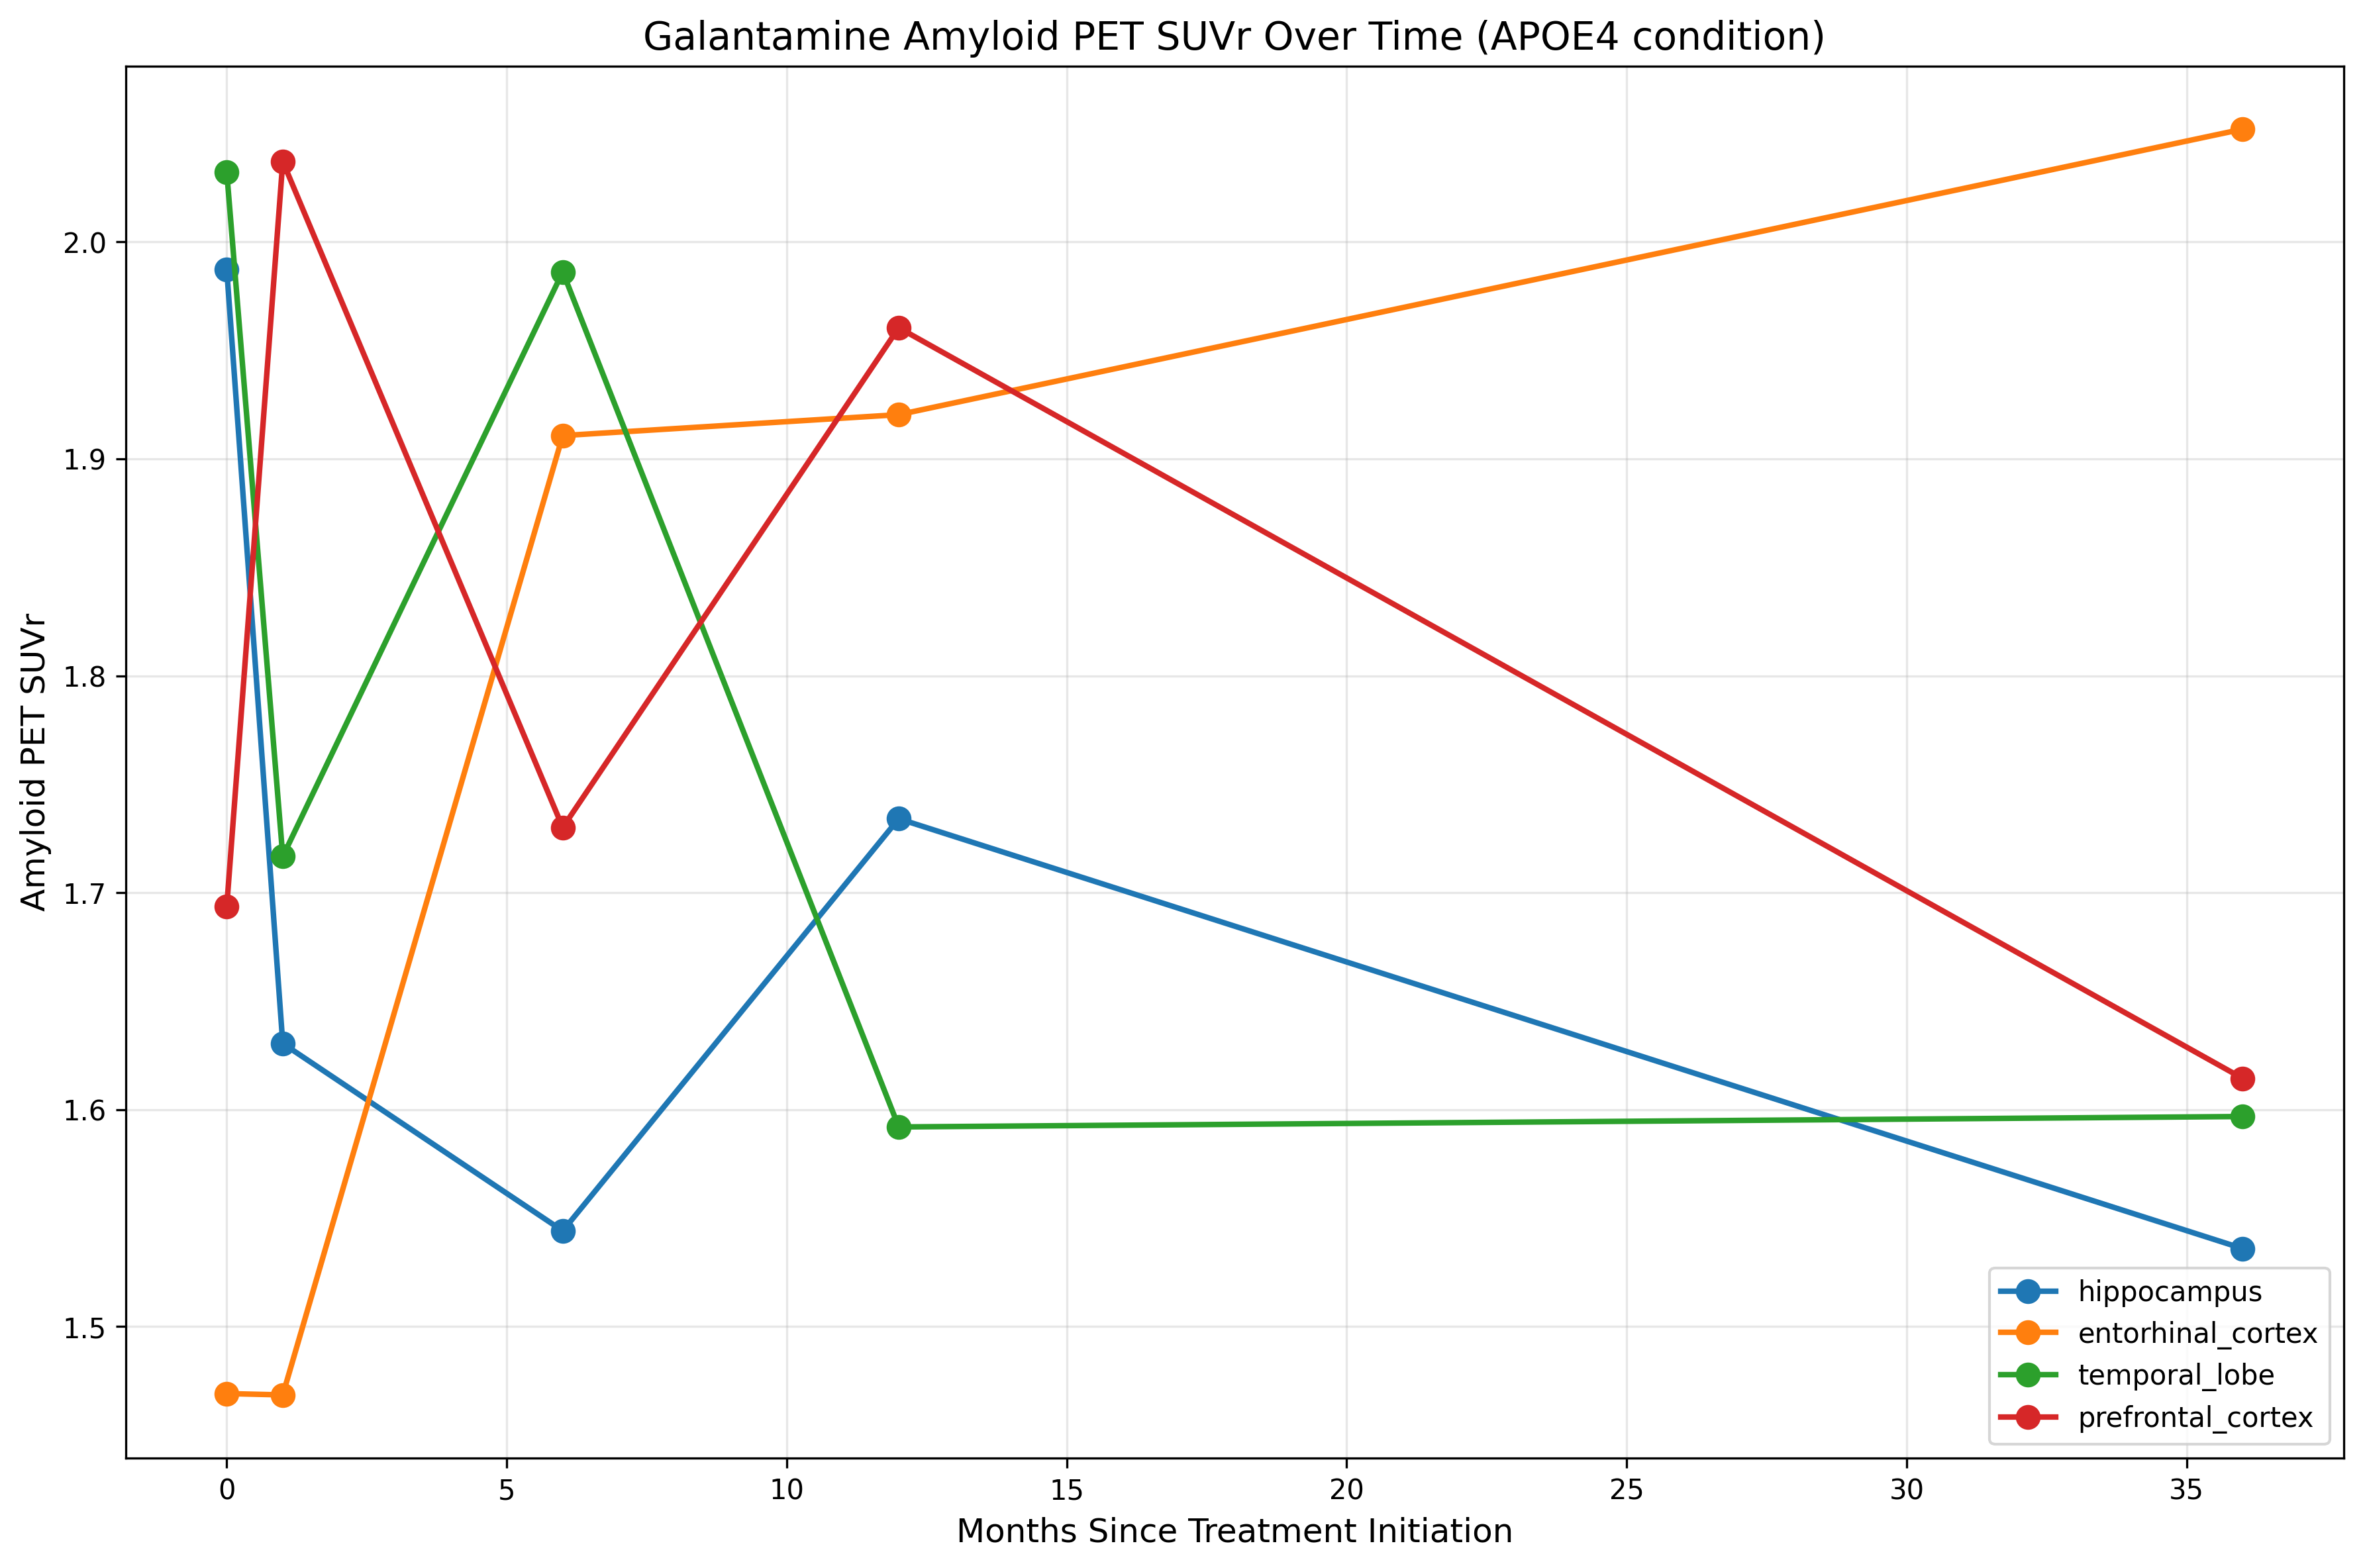 Galantamine Amyloid PET SUVr Over Time (APOE4 condition)
Amyloid PET SUVr
2.0
1.9
1.8
1.7
1.6
1.5
0 5 10 15 20 25 30 35
Months Since Treatment Initiation
hippocampus
entorhinal_cortex
temporal_lobe
prefrontal_cortex